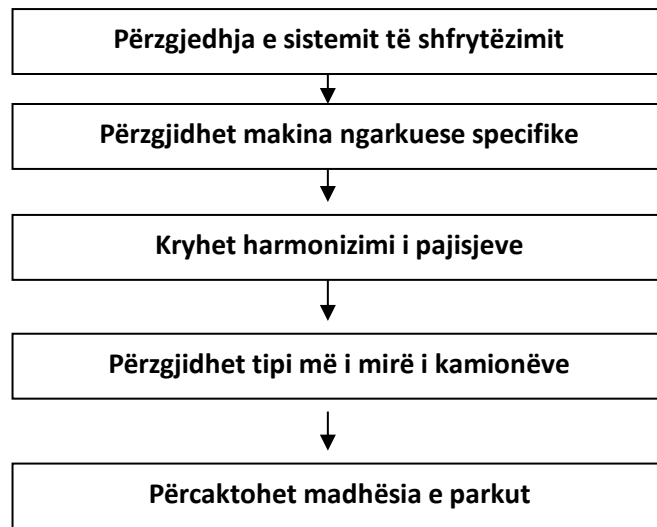 Përzgjedhja e sistemit të shfrytëzimit
Përzgjidhet makina ngarkuese specifike
Kryhet harmonizimi i pajisjeve
Përzgjidhet tipi më i mirë i kamionëve
Përcaktohet madhësia e parkut